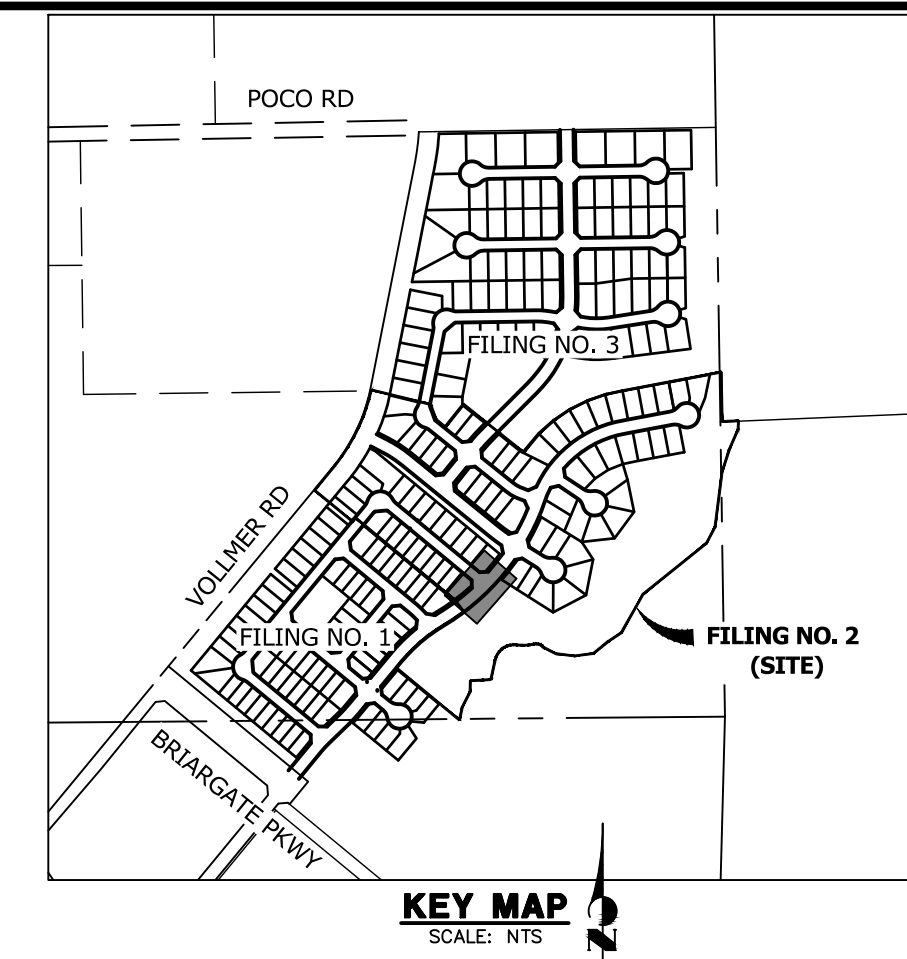 POCO RD
FILING NO. 3
VOLLMER RD
FILING NO. 1
FILING NO. 2
(SITE)
BRIARGATE PKWY
KEY MAP
SCALE: NTS
N